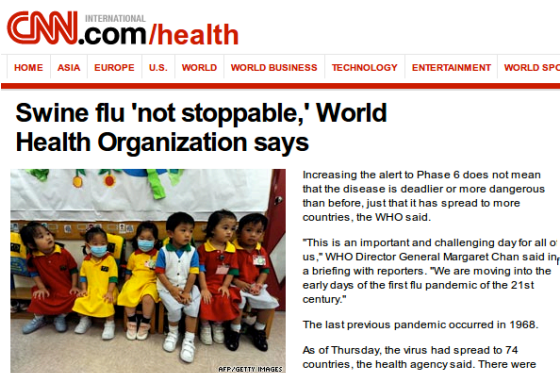 CNN INTERNATIONAL
.com/health
HOME ASIA EUROPE U.S. WORLD WORLD BUSINESS TECHNOLOGY ENTERTAINMENT WORLD SPO
Swine flu 'not stoppable,' World
Health Organization says
Increasing the alert to Phase 6 does not mean
that the disease is deadlier or more dangerous
than before, just that it has spread to more
countries, the WHO said.
"This is an important and challenging day for all o
us," WHO Director General Margaret Chan said in
a briefing with reporters. "We are moving into the
early days of the first flu pandemic of the 21st
century."
The last previous pandemic occurred in 1968.
As of Thursday, the virus had spread to 74
countries, the health agency said. There were
AFP/GETTY IMAGES